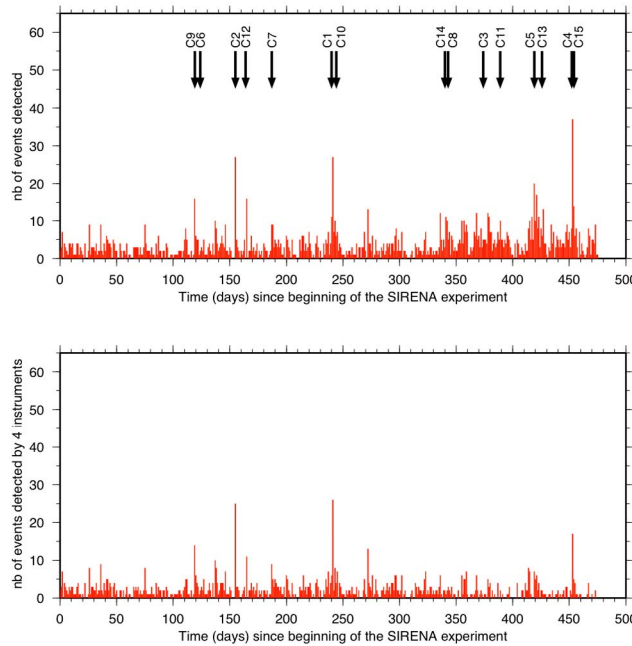 60
50
40
30
20
10
0
nb of events detected
C9
C6
C2
C12
C7
C1
C10
C14
C8
C3
C11
C5
C13
C4
C15
0 50 100 150 200 250 300 350 400 450 500
Time (days) since beginning of the SIRENA experiment
60
50
40
30
20
10
0
nb of events detected by 4 instruments
0 50 100 150 200 250 300 350 400 450 500
Time (days) since beginning of the SIRENA experiment